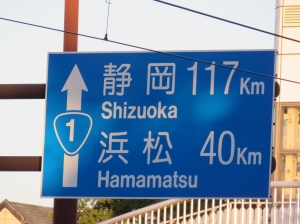 静岡 117Km
Shizuoka
1
浜松 40Km
Hamamatsu